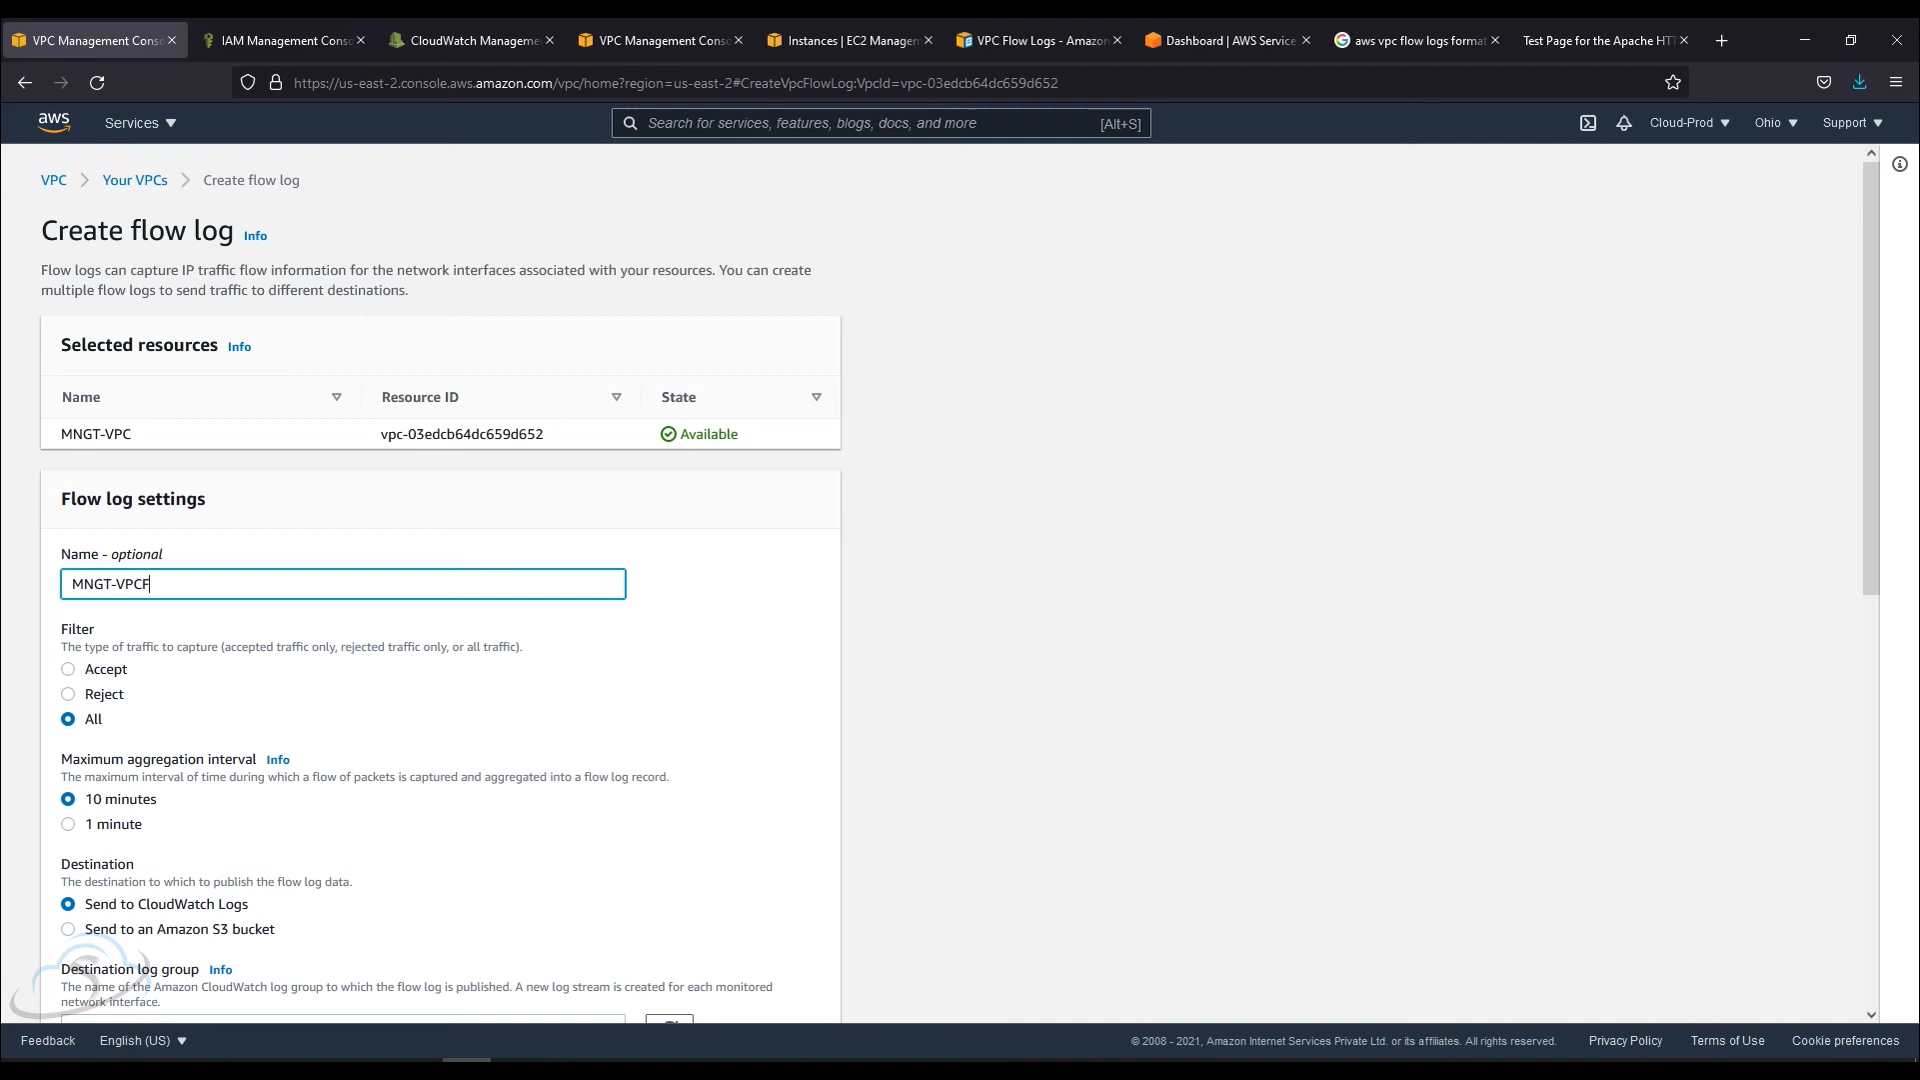 VPC Management Conso
IAM Management Conso
CloudWatch Manageme
VPC Management Conso
Instances | EC2 Managem
VPC Flow Logs - Amazon
Dashboard | AWS Service
aws vpc flow logs format
Test Page for the Apache HTT
https://us-east-2.console.aws.amazon.com/vpc/home?region=us-east-2#CreateVpcFlowLog:VpcId=vpc-03edcb64dc659d652
aws
Services
Search for services, features, blogs, docs, and more
[Alt+S]
Cloud-Prod
Ohio
Support
VPC
Your VPCs
Create flow log
Create flow log Info
Flow logs can capture IP traffic flow information for the network interfaces associated with your resources. You can create
multiple flow logs to send traffic to different destinations.
Selected resources Info
Name
Resource ID
State
MNGT-VPC
vpc-03edcb64dc659d652
Available
Flow log settings
Name - optional
MNGT-VPCF
Filter
The type of traffic to capture (accepted traffic only, rejected traffic only, or all traffic).
Accept
Reject
All
Maximum aggregation interval Info
The maximum interval of time during which a flow of packets is captured and aggregated into a flow log record.
10 minutes
1 minute
Destination
The destination to which to publish the flow log data.
Send to CloudWatch Logs
Send to an Amazon S3 bucket
Destination log group Info
The name of the Amazon CloudWatch log group to which the flow log is published. A new log stream is created for each monitored
network interface.
Feedback
English (US)
© 2008 - 2021, Amazon Internet Services Private Ltd. or its affiliates. All rights reserved.
Privacy Policy
Terms of Use
Cookie preferences